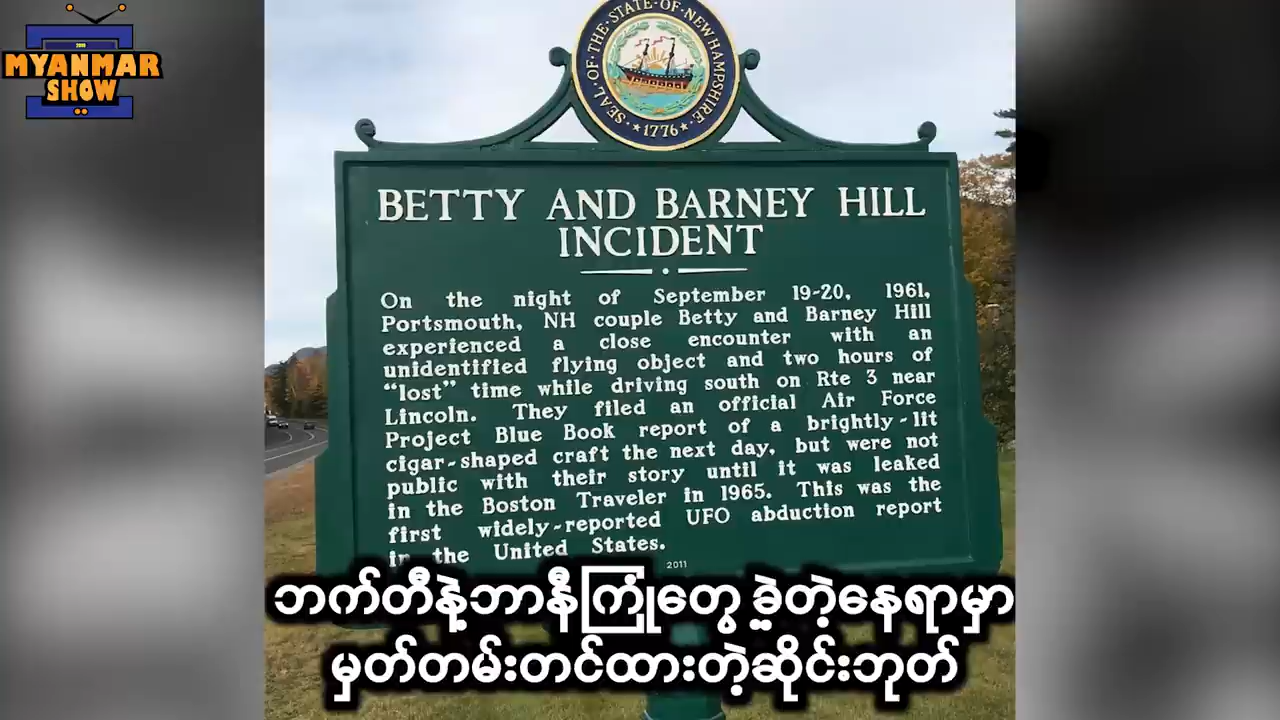 2015
MYANMAR
SHOW
SEAL · OF · THE · STATE · OF · NEW HAMPSHIRE
★ 1776 ★
BETTY AND BARNEY HILL
INCIDENT
On the night of September 19-20, 1961,
Portsmouth, NH couple Betty and Barney Hill
experienced a close encounter with an
unidentified flying object and two hours of
“lost” time while driving south on Rte 3 near
Lincoln. They filed an official Air Force
Project Blue Book report of a brightly-lit
cigar-shaped craft the next day, but were not
public with their story until it was leaked
in the Boston Traveler in 1965. This was the
first widely-reported UFO abduction report
in the United States.
2011
ဘက်တီနဲ့ဘာနီကြုံတွေ့ခဲ့တဲ့နေရာမှာ
မှတ်တမ်းတင်ထားတဲ့ဆိုင်းဘုတ်